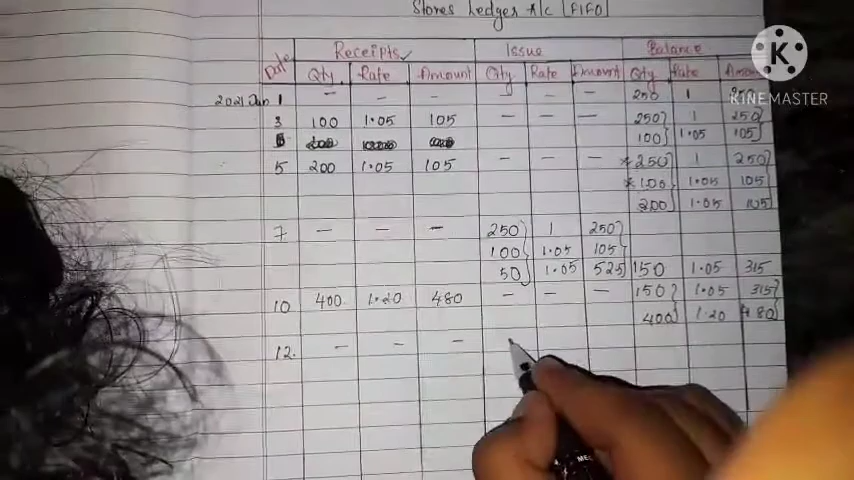 Stores Ledger A/c [FIFO]
Date Receipts Issue Balance
Qty Rate Amount Qty Rate Amount Qty Rate Amount
2021 Jan 1 - - - - - - 250 1 250
3 100 1.05 105 - - - 250 1 250
100 1.05 105
5 200 1.05 105 - - - *250 1 250
*100 1.05 105
200 1.05 105
7 - - - 250 1 250
100 1.05 105
50 1.05 525 150 1.05 315
10 400 1.20 480 - - - 150 1.05 315
400 1.20 480
12. - - -
K
KINEMASTER